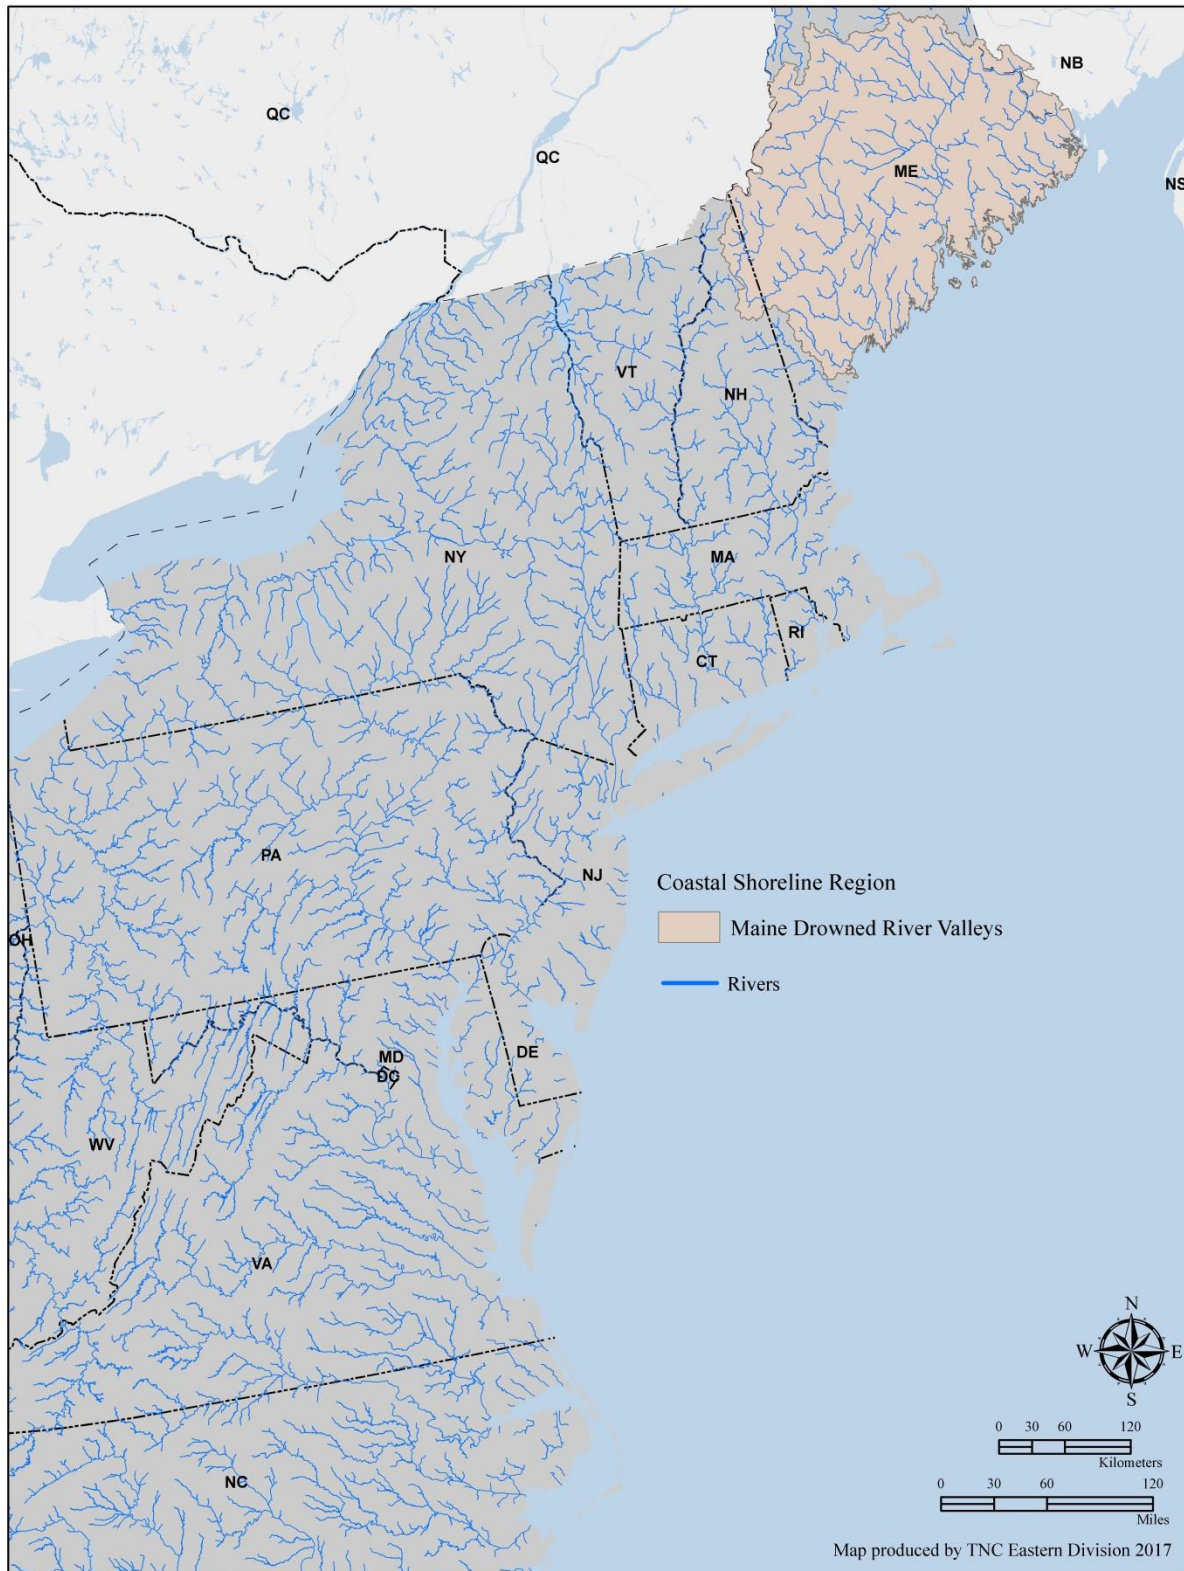 NB
QC
QC
ME
NS
VT
NH
NY
MA
RI
CT
PA
NJ
Coastal Shoreline Region
Maine Drowned River Valleys
OH
Rivers
MD
DE
DC
WV
VA
N
W E
S
0 30 60 120
Kilometers
NC
0 30 60 120
Miles
Map produced by TNC Eastern Division 2017